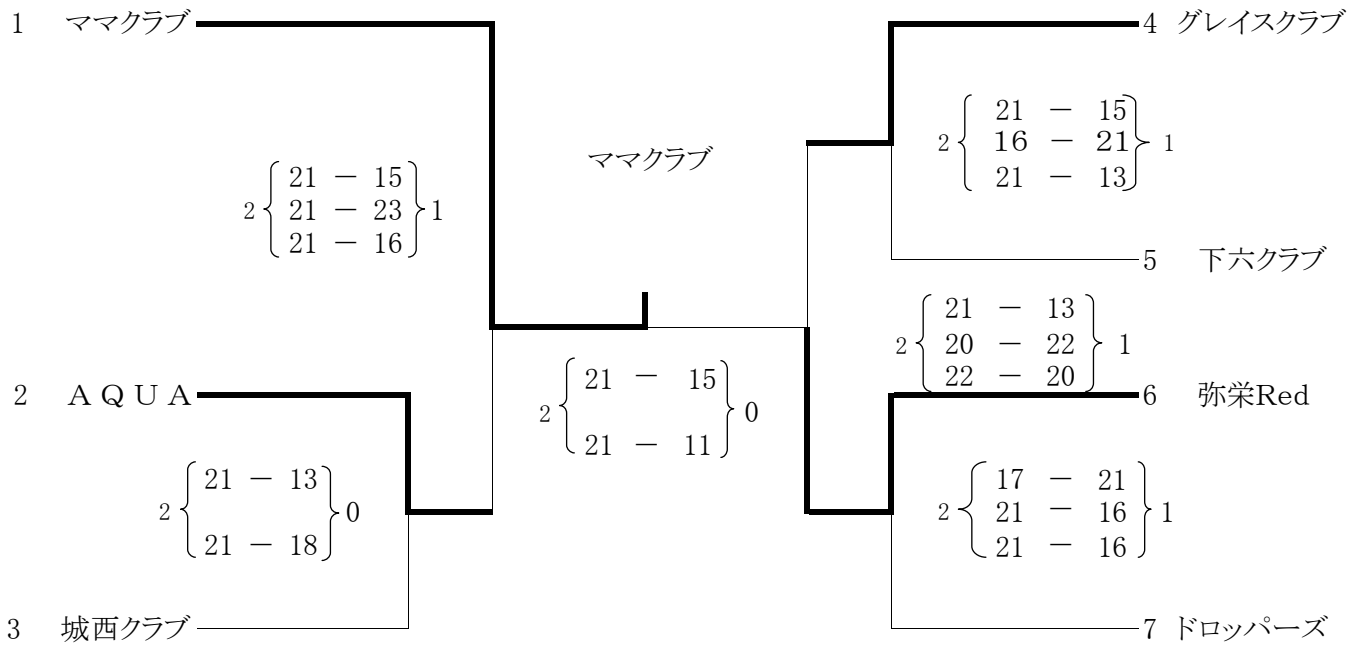 1 ママクラブ
4 グレイスクラブ
2 21 － 15 1
16 － 21
21 － 13
ママクラブ
2 21 － 15 1
21 － 23
21 － 16
5 下六クラブ
2 21 － 13 1
20 － 22
22 － 20
2 21 － 15 0
21 － 11
2 ＡＱＵＡ
6 弥栄Red
2 21 － 13 0
21 － 18
2 17 － 21 1
21 － 16
21 － 16
3 城西クラブ
7 ドロッパーズ